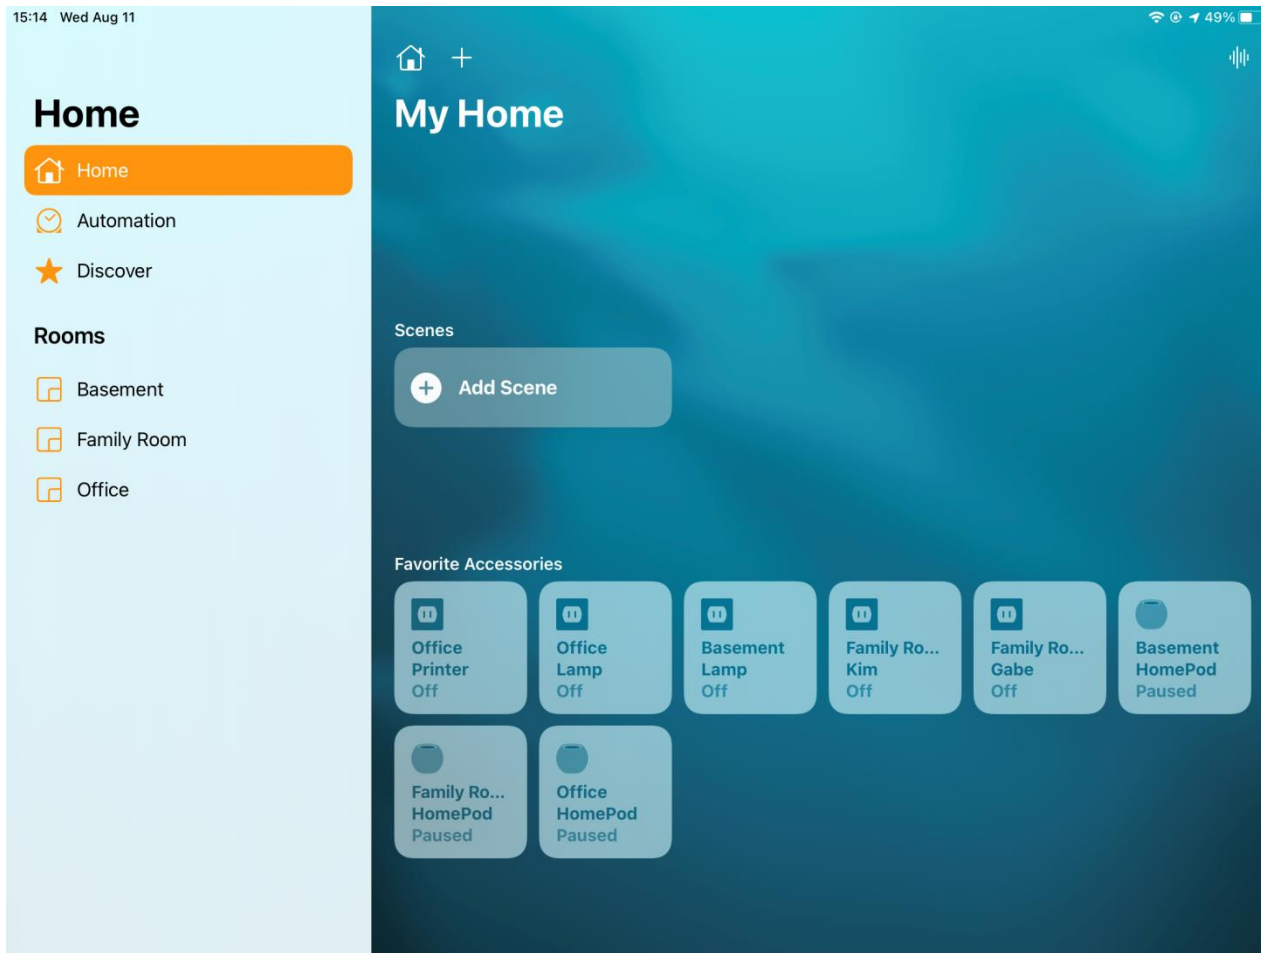 15:14 Wed Aug 11
49%
Home
Home
Automation
Discover
Rooms
Basement
Family Room
Office
My Home
Scenes
Add Scene
Favorite Accessories
Office
Printer
Off
Office
Lamp
Off
Basement
Lamp
Off
Family Ro...
Kim
Off
Family Ro...
Gabe
Off
Basement
HomePod
Paused
Family Ro...
HomePod
Paused
Office
HomePod
Paused